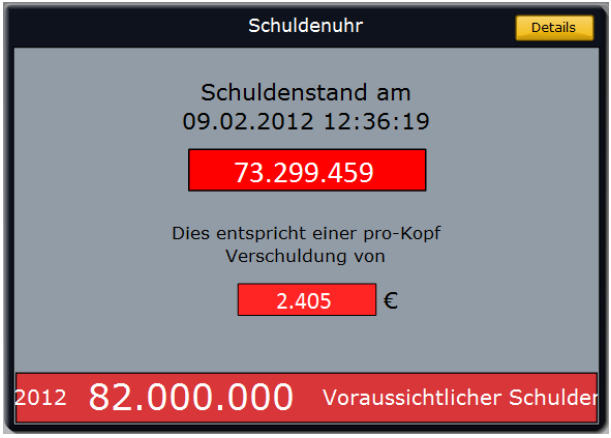 Schuldenuhr
Details
Schuldenstand am
09.02.2012 12:36:19
73.299.459
Dies entspricht einer pro-Kopf
Verschuldung von
2.405 €
2012 82.000.000 Voraussichtlicher Schulden